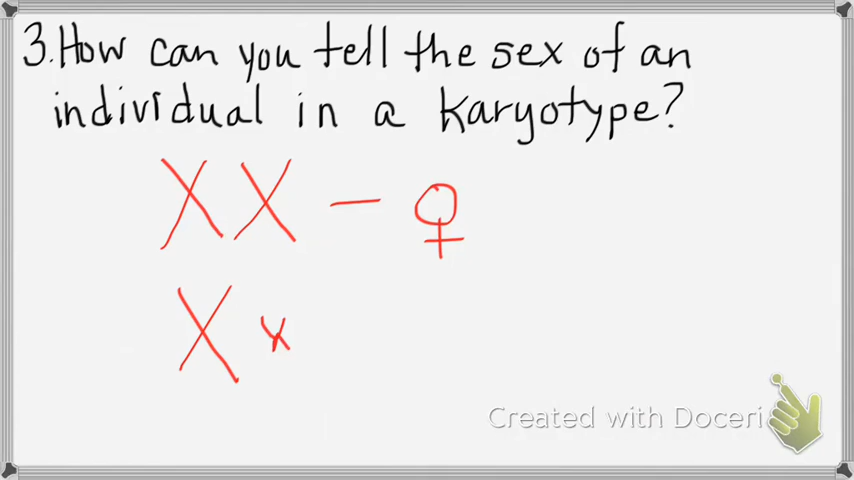 3. How can you tell the sex of an
individual in a karyotype?
XX - ♀
X x
Created with Doceri